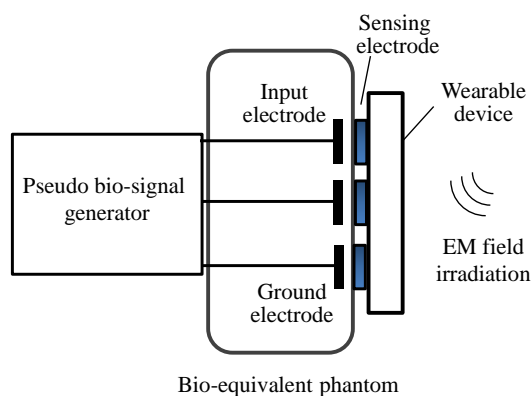 Sensing
electrode
Wearable
device
Input
electrode
Pseudo bio-signal
generator
EM field
irradiation
Ground
electrode
Bio-equivalent phantom